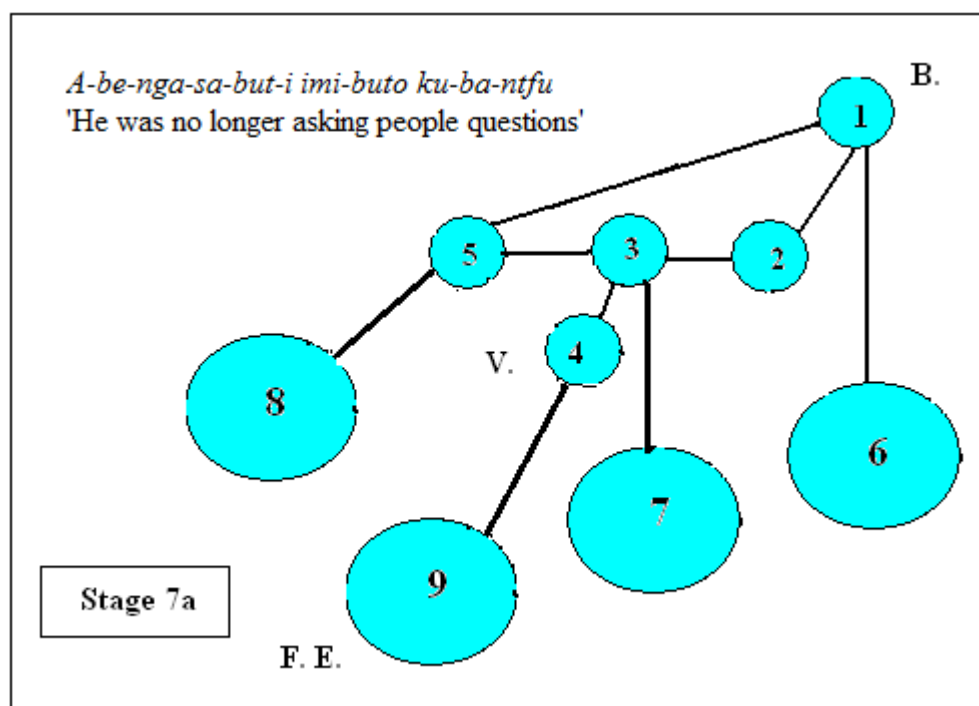 A-be-nga-sa-but-i imi-buto ku-ba-ntfu
'He was no longer asking people questions'
B.
1
5
3
2
V.
4
8
6
7
9
Stage 7a
F. E.